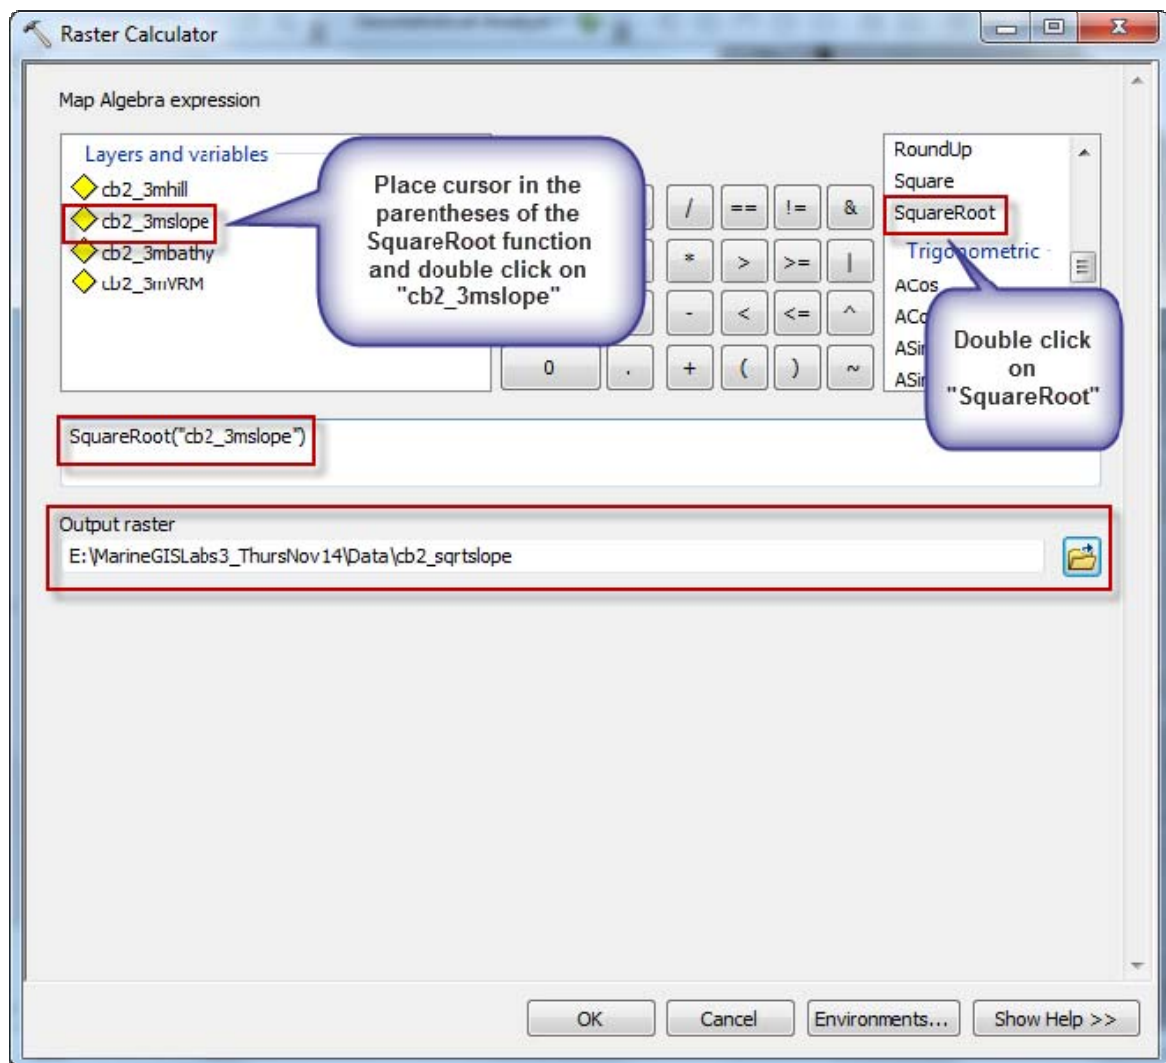 Raster Calculator
Map Algebra expression
Layers and variables
cb2_3mhill
cb2_3mslope
cb2_3mbathy
cb2_3mVRM
Place cursor in the
parentheses of the
SquareRoot function
and double click on
"cb2_3mslope"
/ == != &
* > >= |
- < <= ^
0 . + ( ) ~
RoundUp
Square
SquareRoot
Trigonometric
ACos
Double click
on
"SquareRoot"
SquareRoot("cb2_3mslope")
Output raster
E:\MarineGISLabs3_ThursNov14\Data\cb2_sqrtslope
OK
Cancel
Environments...
Show Help >>